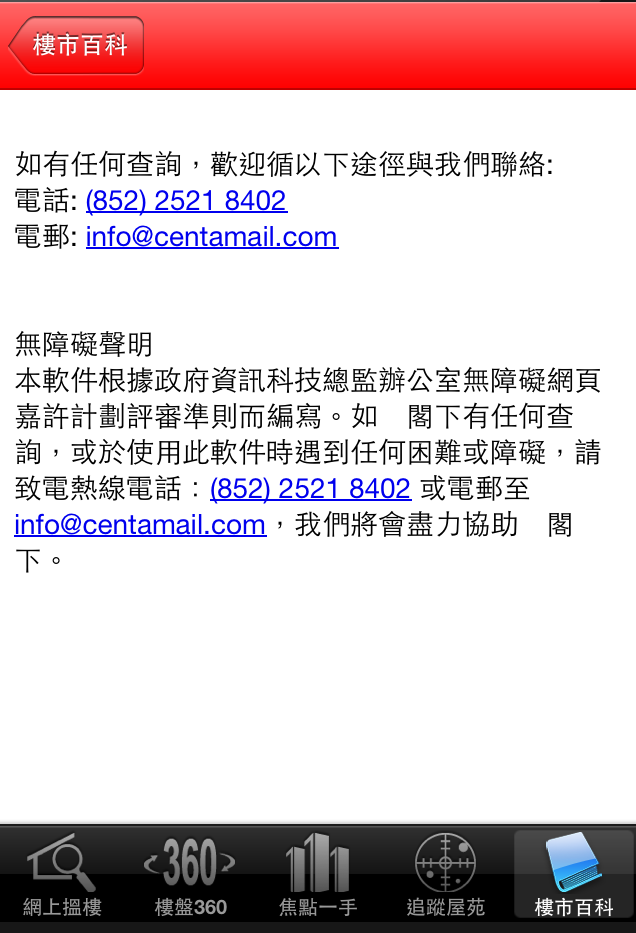 樓市百科
如有任何查詢，歡迎循以下途徑與我們聯絡:
電話: (852) 2521 8402
電郵: info@centamail.com
無障礙聲明
本軟件根據政府資訊科技總監辦公室無障礙網頁
嘉許計劃評審準則而編寫。如　閣下有任何查
詢，或於使用此軟件時遇到任何困難或障礙，請
致電熱線電話：(852) 2521 8402 或電郵至
info@centamail.com，我們將會盡力協助　閣
下。
360
網上搵樓 樓盤360 焦點一手 追蹤屋苑 樓市百科